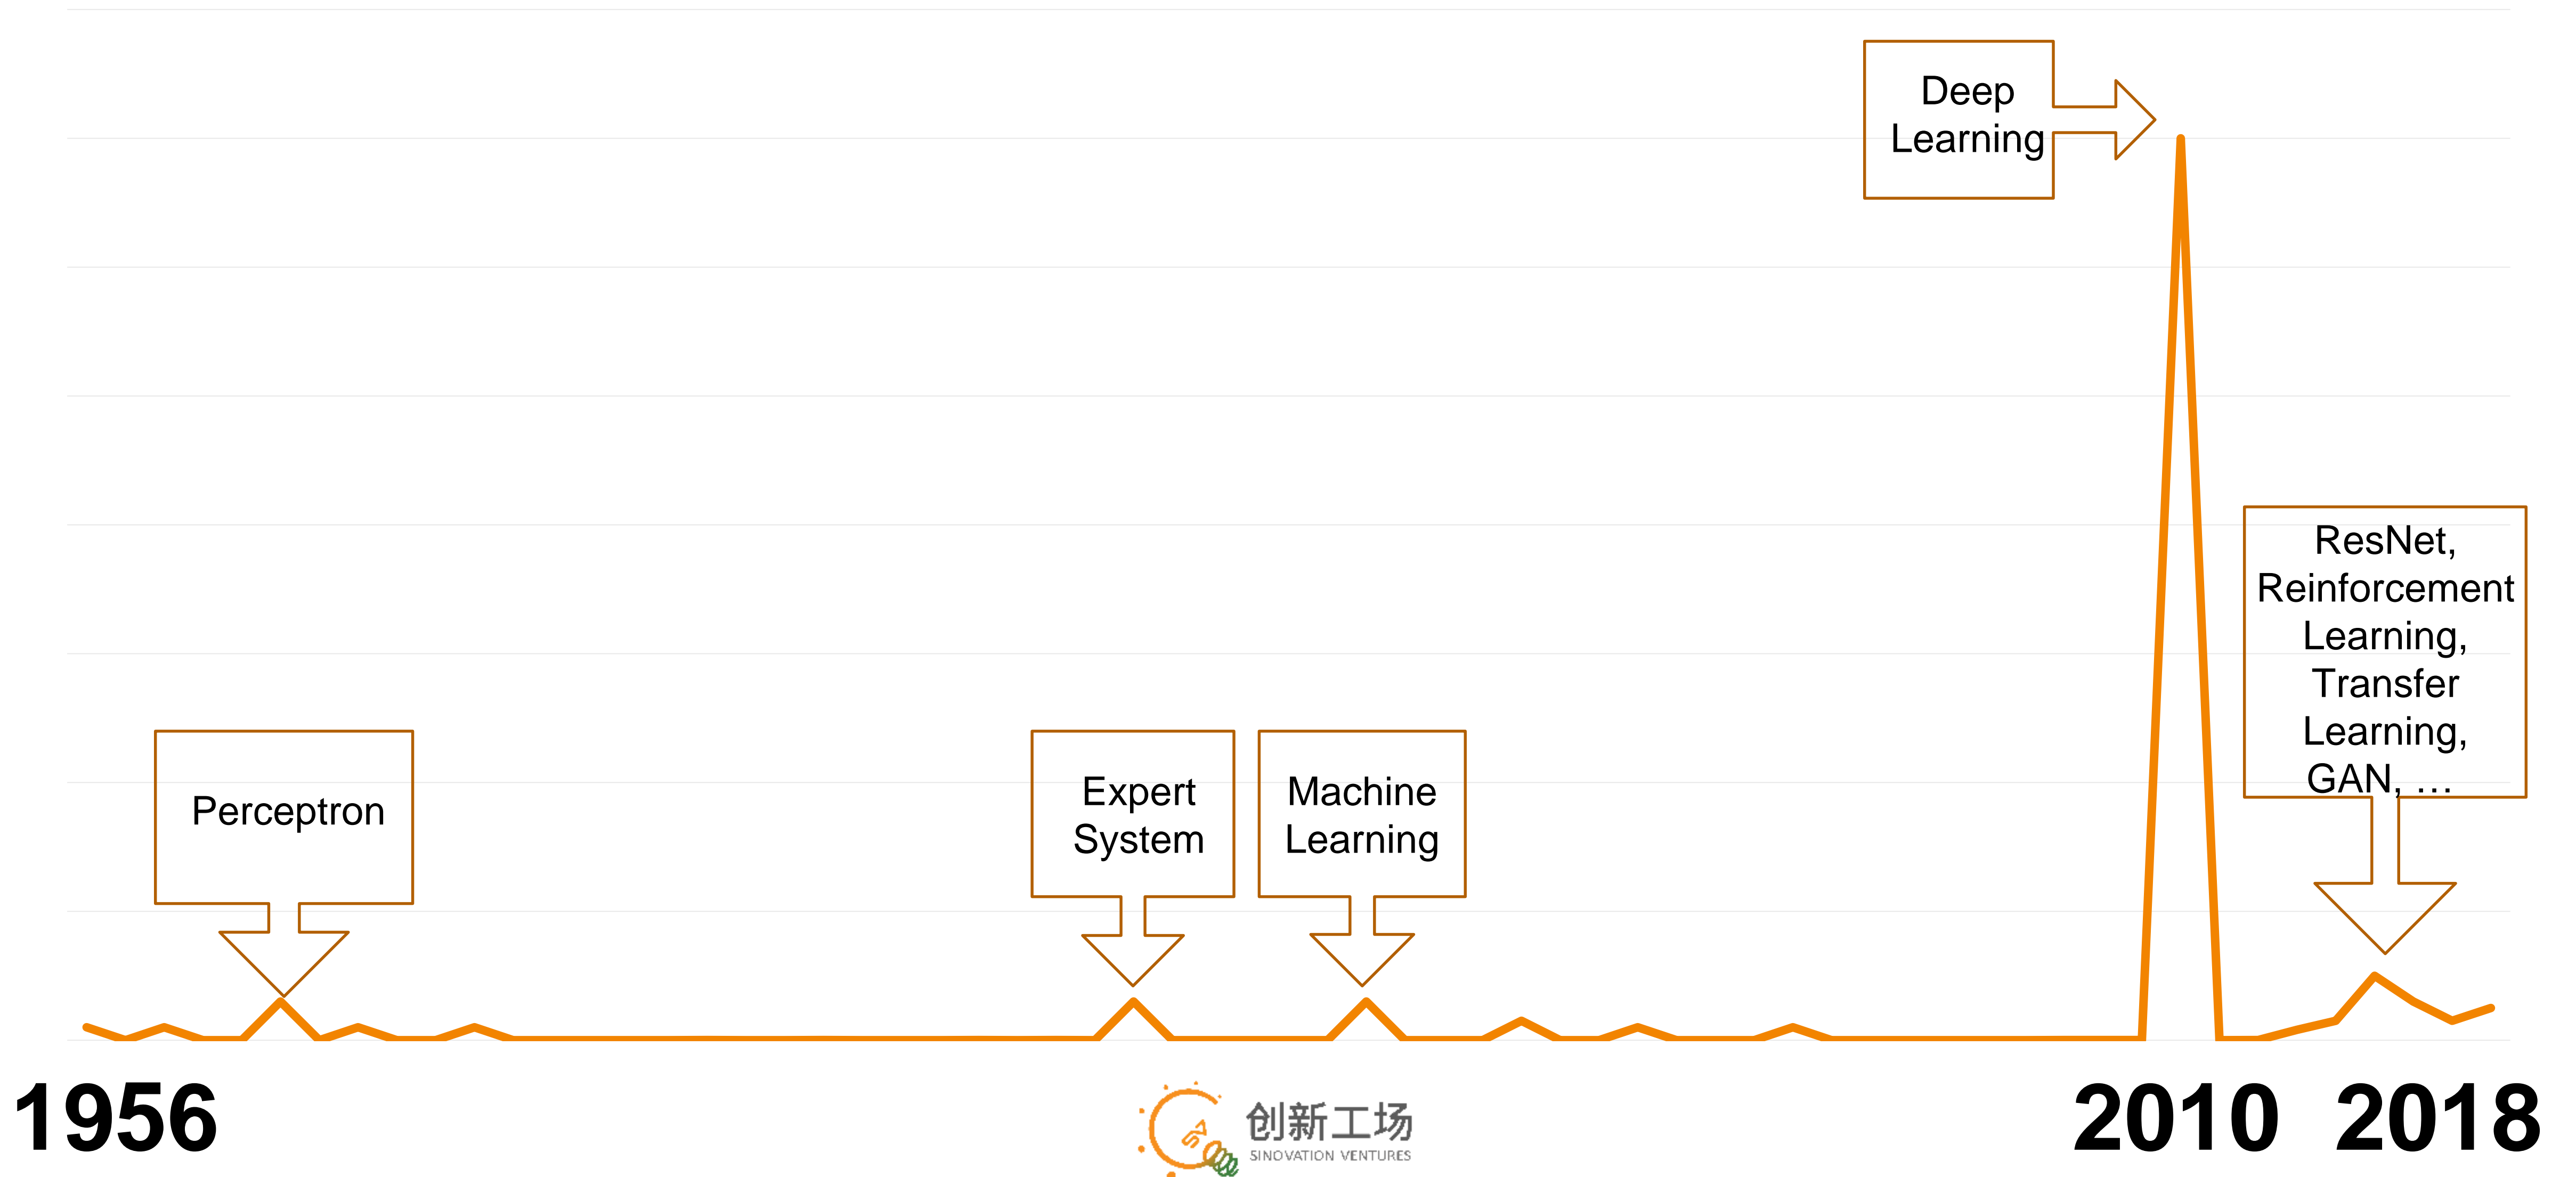 Deep
Learning
ResNet,
Reinforcement
Learning,
Transfer
Learning,
GAN, …
Perceptron
Expert
System
Machine
Learning
1956
2010
2018
创新工场
SINOVATION VENTURES